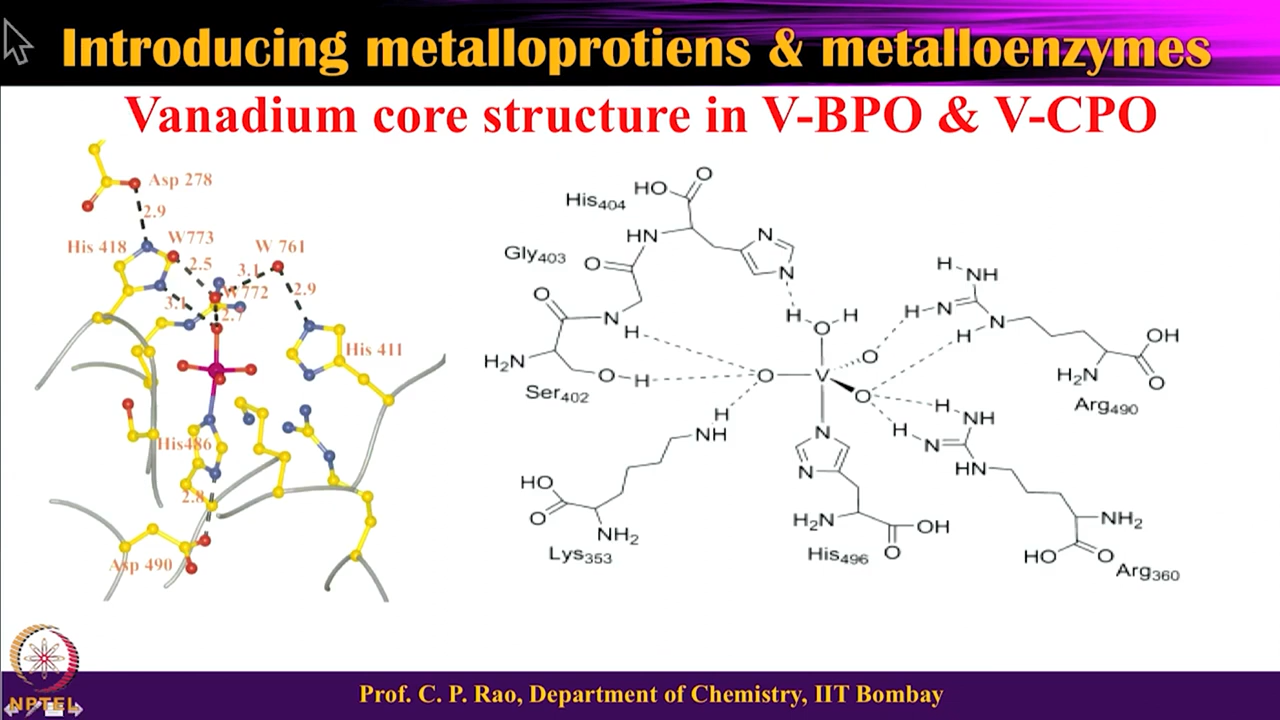 Introducing metalloprotiens & metalloenzymes
Vanadium core structure in V-BPO & V-CPO
Asp 278
2.9
His 418
W773
2.5
W 761
3.1
W772
2.9
3.1
2.7
His 411
His486
2.8
Asp 490
His404
HO
O
HN
N
N
Gly403
O
O
N
H
H2N
O
H
Ser402
H
O
H
O
V
O
O
H
NH
H
N
H
N
OH
H2N
O
Arg490
H
NH
HO
O
NH2
Lys353
N
N
H2N
OH
O
His496
H
NH
H
N
HN
NH2
HO
O
Arg360
NPTEL
Prof. C. P. Rao, Department of Chemistry, IIT Bombay